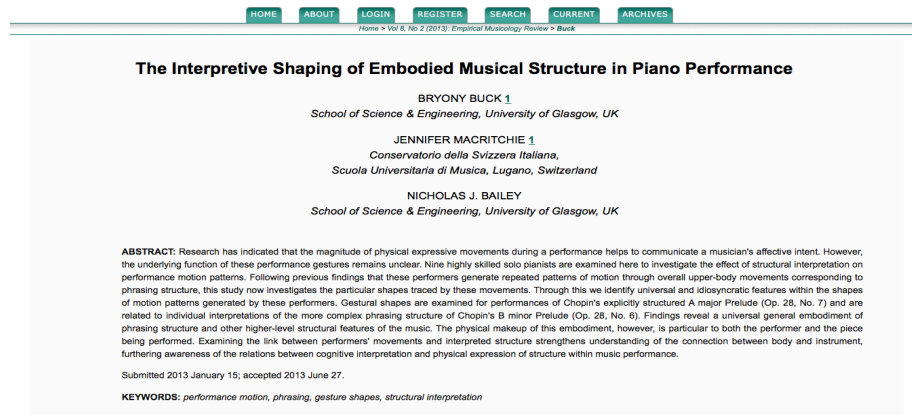 HOME ABOUT LOGIN REGISTER SEARCH CURRENT ARCHIVES
Home > Vol 8, No 2 (2013): Empirical Musicology Review > Buck
The Interpretive Shaping of Embodied Musical Structure in Piano Performance
BRYONY BUCK 1
School of Science & Engineering, University of Glasgow, UK
JENNIFER MACRITCHIE 1
Conservatorio della Svizzera Italiana,
Scuola Universitaria di Musica, Lugano, Switzerland
NICHOLAS J. BAILEY
School of Science & Engineering, University of Glasgow, UK
ABSTRACT: Research has indicated that the magnitude of physical expressive movements during a performance helps to communicate a musician's affective intent. However,
the underlying function of these performance gestures remains unclear. Nine highly skilled solo pianists are examined here to investigate the effect of structural interpretation on
performance motion patterns. Following previous findings that these performers generate repeated patterns of motion through overall upper-body movements corresponding to
phrasing structure, this study now investigates the particular shapes traced by these movements. Through this we identify universal and idiosyncratic features within the shapes
of motion patterns generated by these performers. Gestural shapes are examined for performances of Chopin's explicitly structured A major Prelude (Op. 28, No. 7) and are
related to individual interpretations of the more complex phrasing structure of Chopin's B minor Prelude (Op. 28, No. 6). Findings reveal a universal general embodiment of
phrasing structure and other higher-level structural features of the music. The physical makeup of this embodiment, however, is particular to both the performer and the piece
being performed. Examining the link between performers' movements and interpreted structure strengthens understanding of the connection between body and instrument,
furthering awareness of the relations between cognitive interpretation and physical expression of structure within music performance.
Submitted 2013 January 15; accepted 2013 June 27.
KEYWORDS: performance motion, phrasing, gesture shapes, structural interpretation